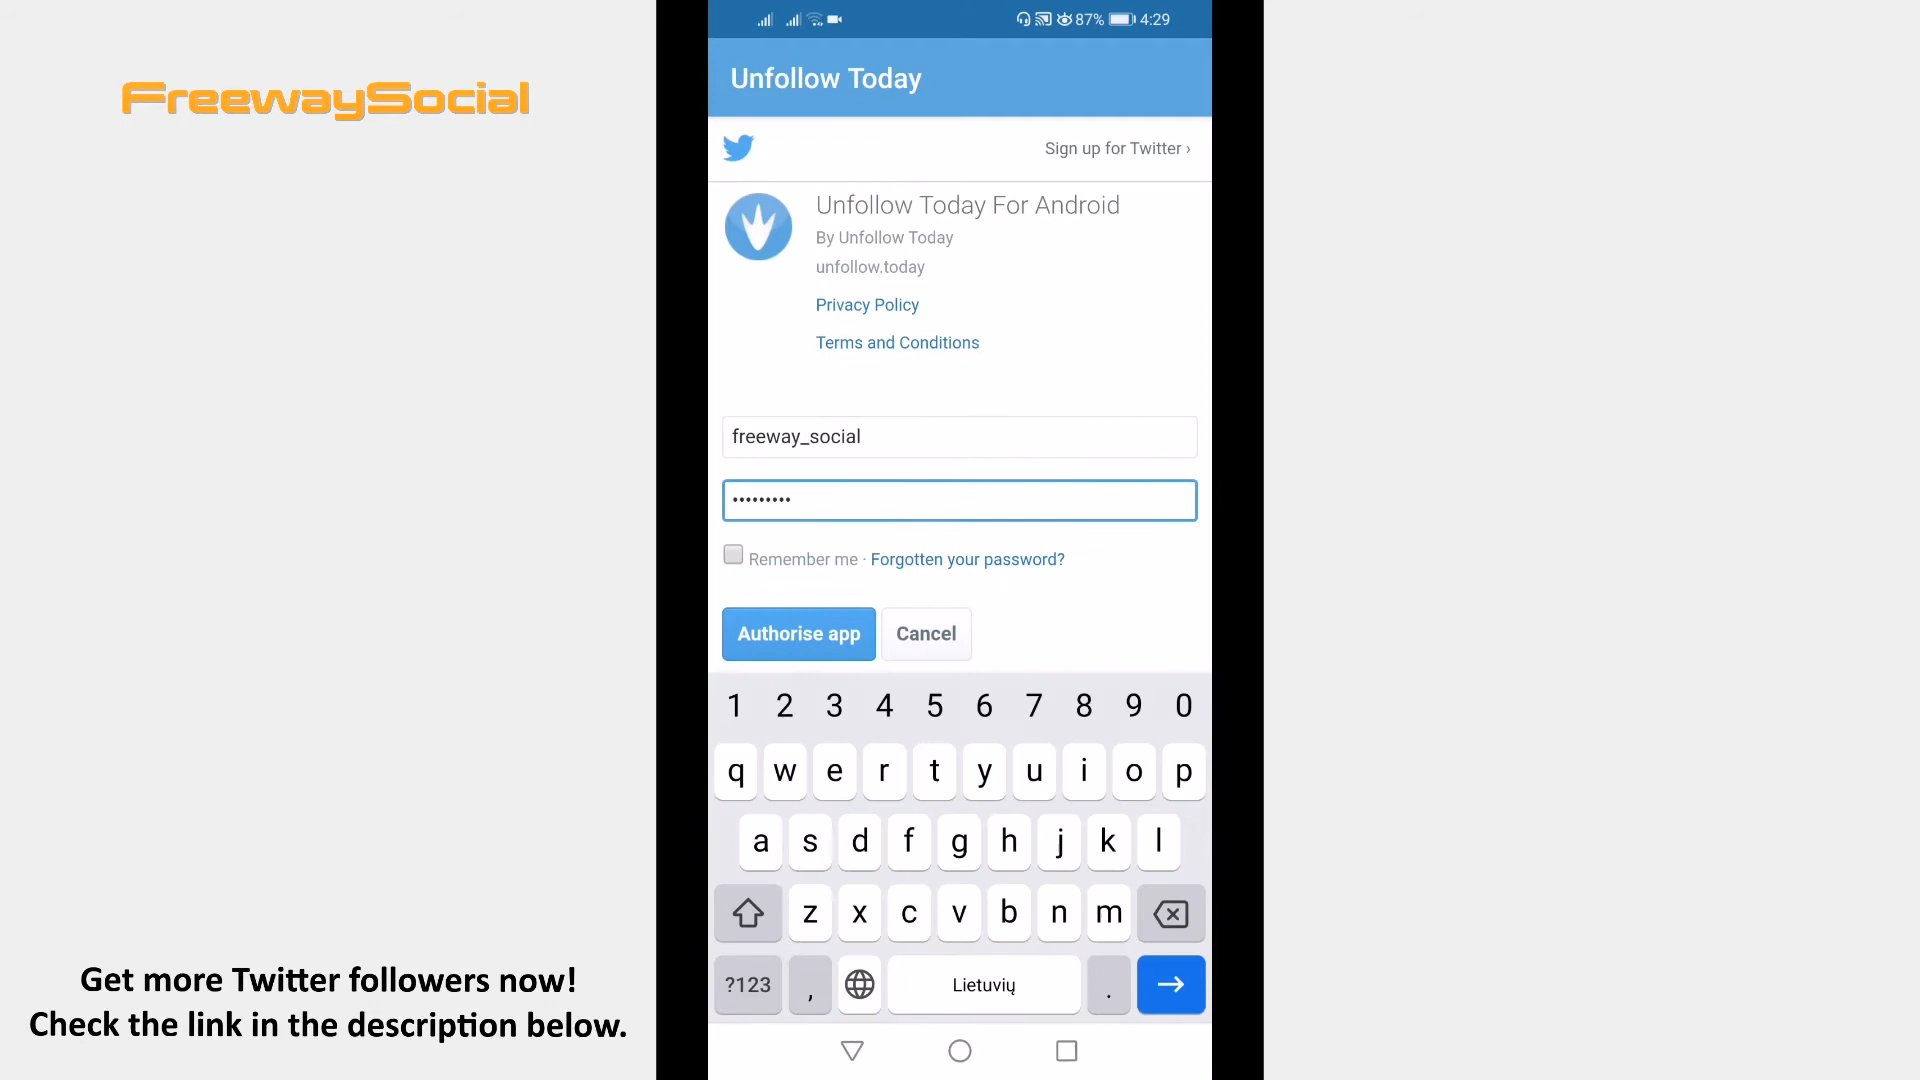 FreewaySocial
87% 4:29
Unfollow Today
Sign up for Twitter ›
Unfollow Today For Android
By Unfollow Today
unfollow.today
Privacy Policy
Terms and Conditions
freeway_social
•••••••••
Remember me · Forgotten your password?
Authorise app Cancel
1 2 3 4 5 6 7 8 9 0
q w e r t y u i o p
a s d f g h j k l
z x c v b n m
?123 , Lietuvių .
Get more Twitter followers now!
Check the link in the description below.